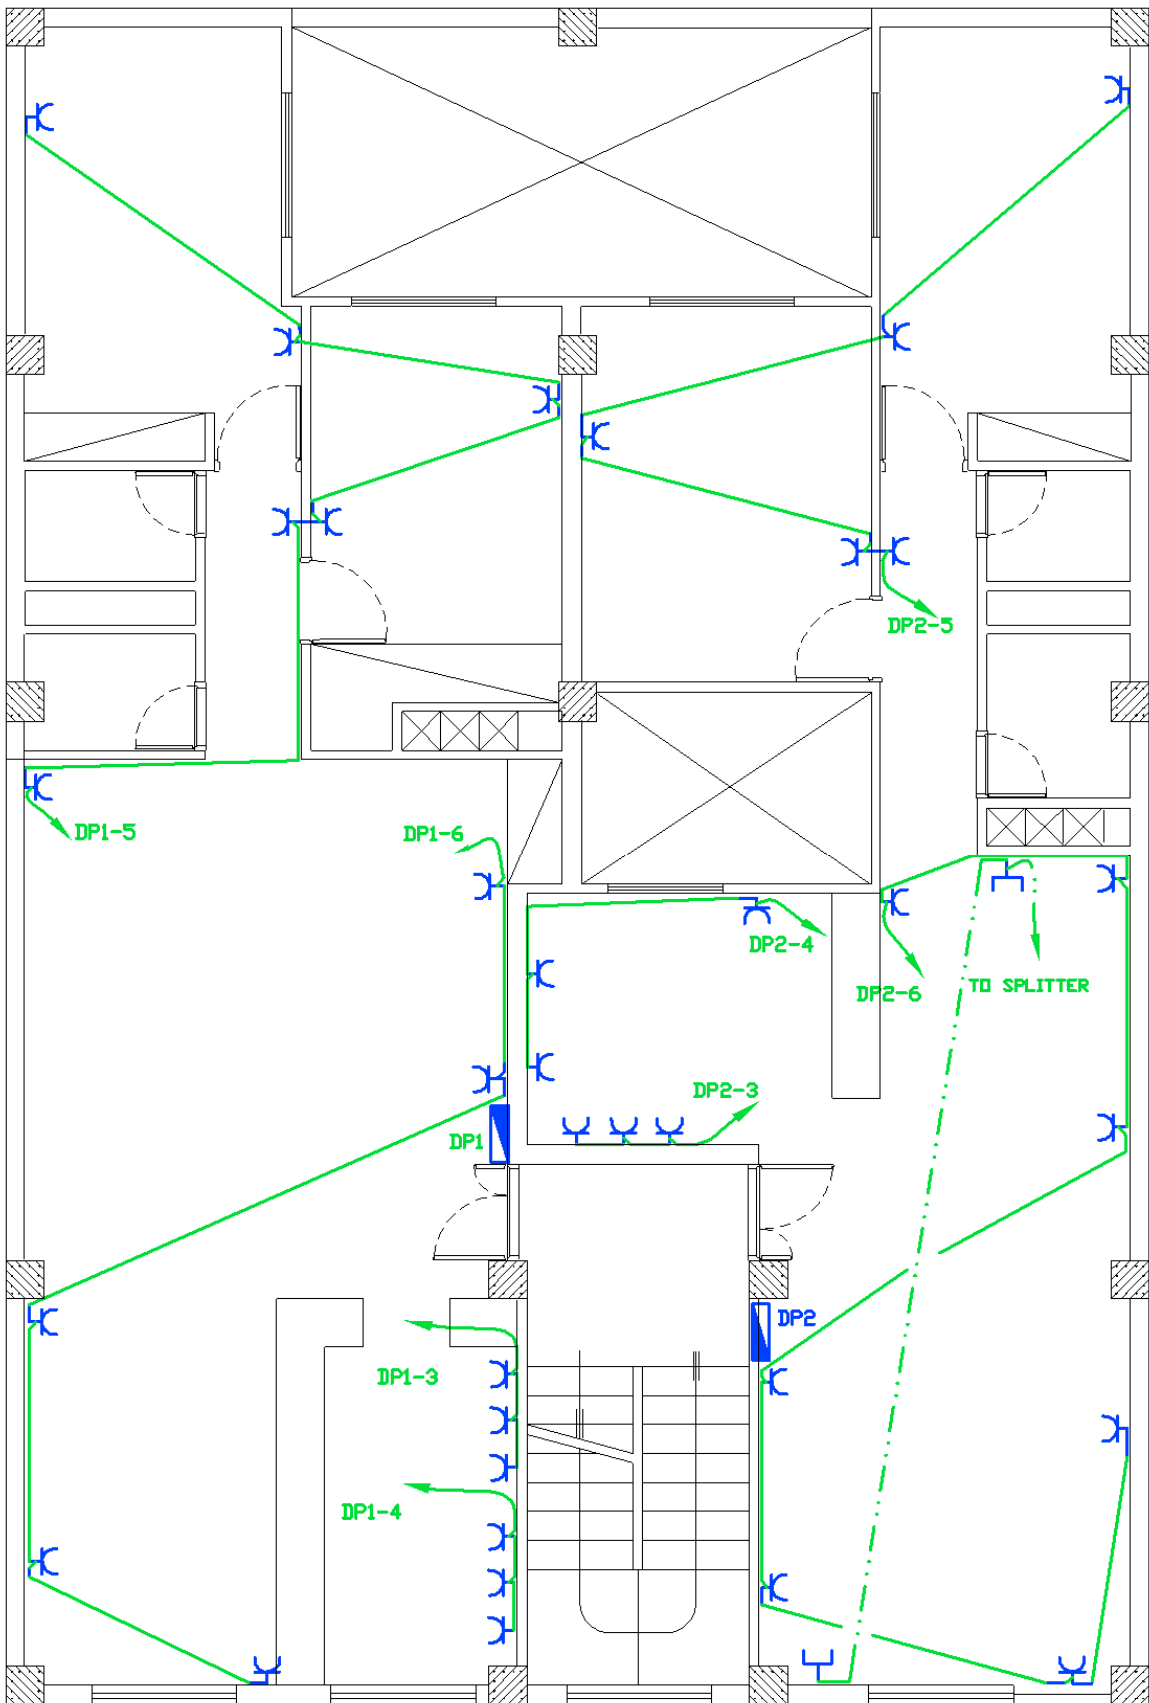 DP2-5
DP1-5
DP1-6
DP2-4
DP2-6
TO SPLITTER
DP2-3
DP1
DP2
DP1-3
DP1-4